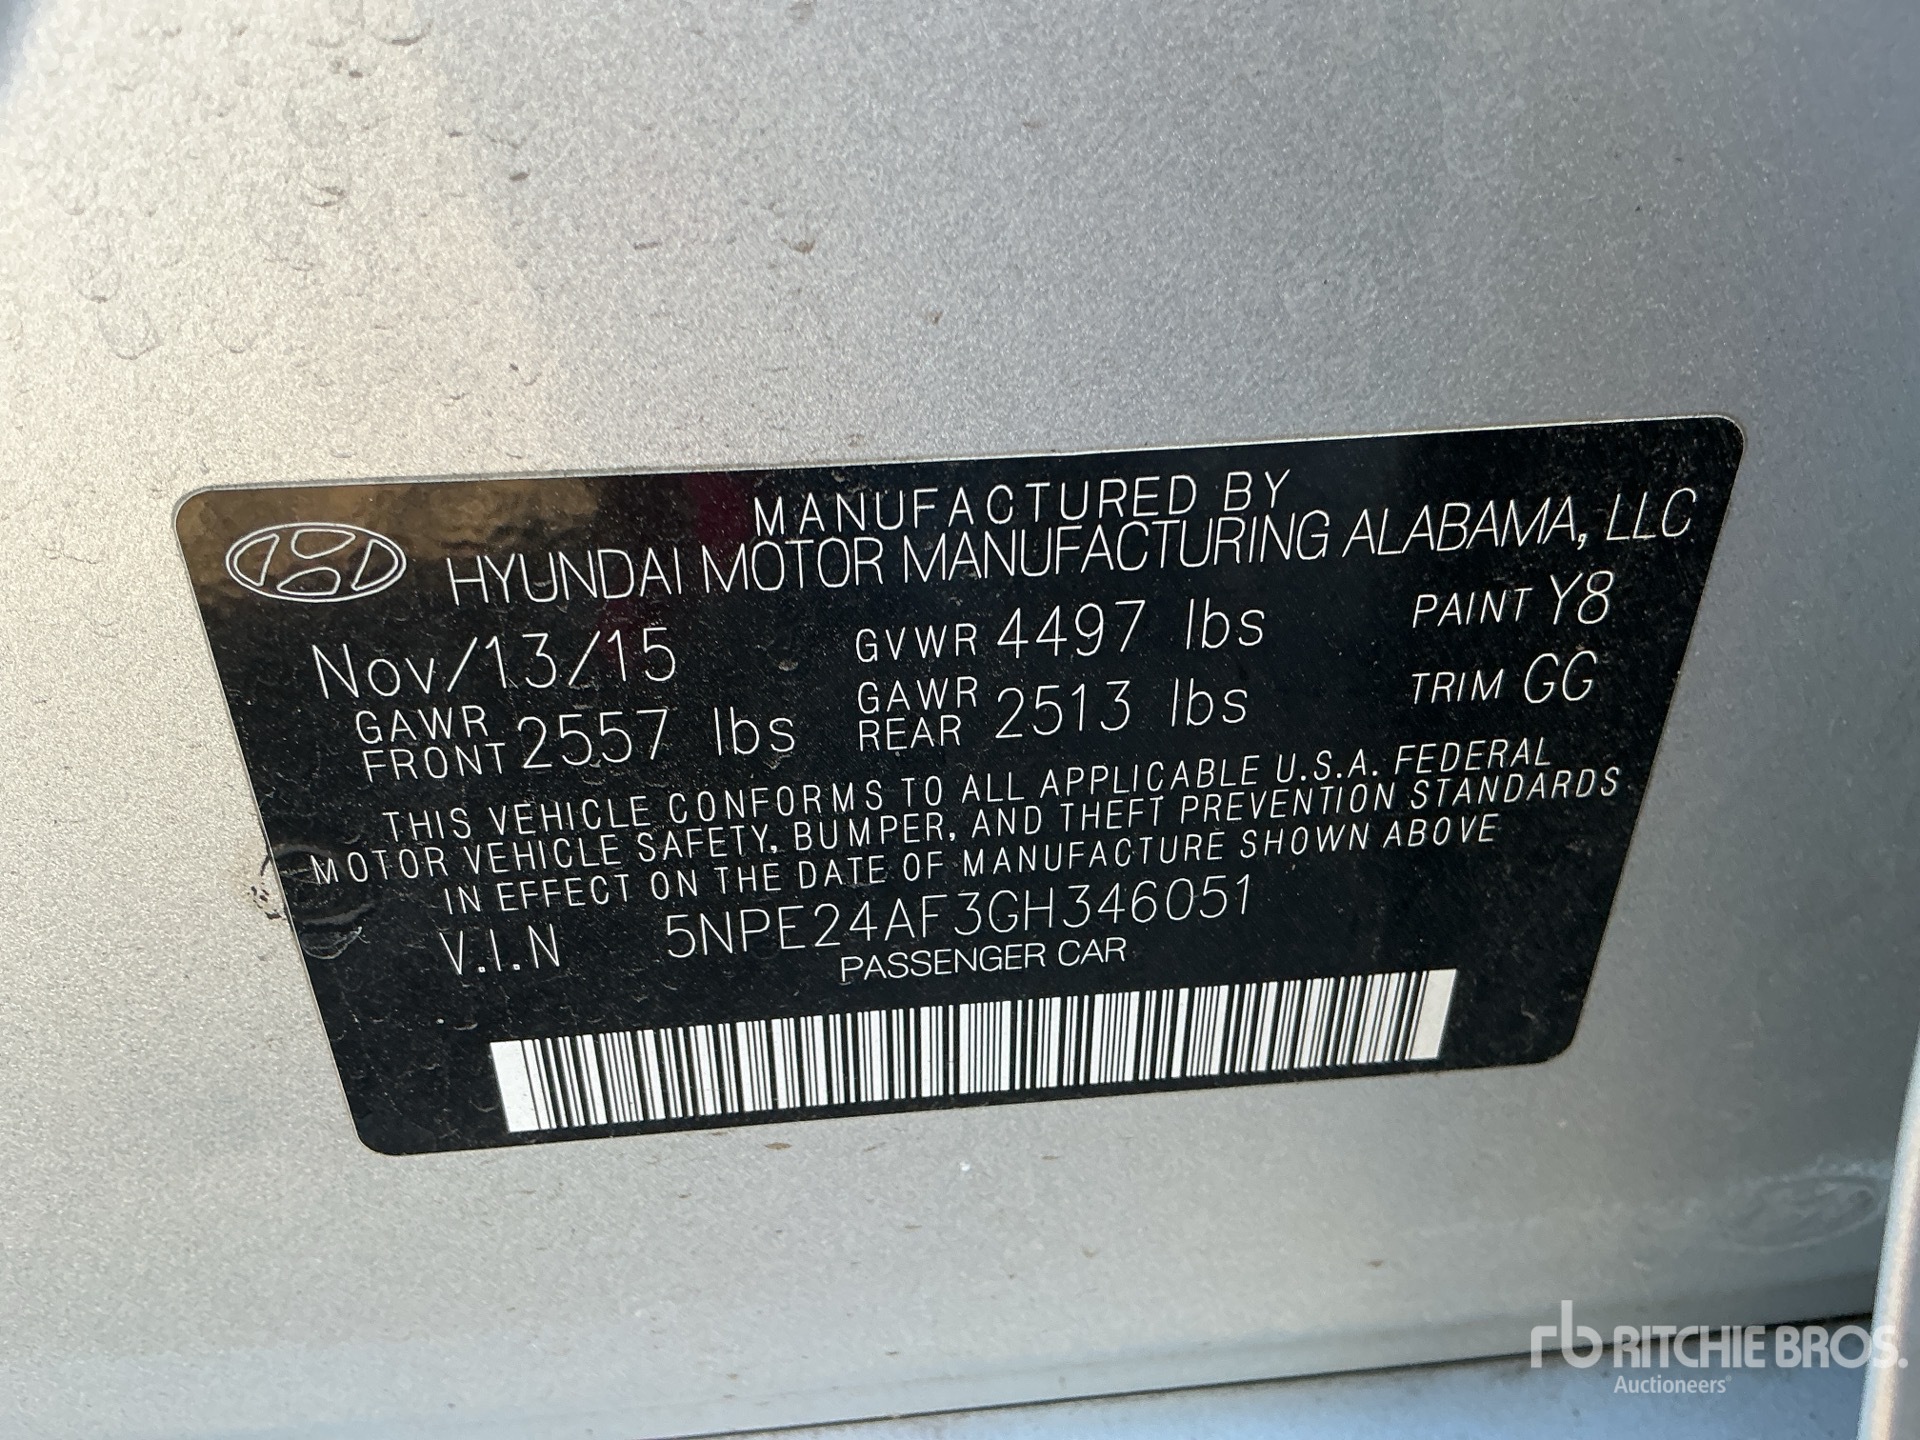 MANUFACTURED BY
HYUNDAI MOTOR MANUFACTURING ALABAMA, LLC
Nov/13/15 GVWR 4497 lbs PAINT Y8
GAWR FRONT 2557 lbs GAWR REAR 2513 lbs TRIM GG
THIS VEHICLE CONFORMS TO ALL APPLICABLE U.S.A. FEDERAL
MOTOR VEHICLE SAFETY, BUMPER, AND THEFT PREVENTION STANDARDS
IN EFFECT ON THE DATE OF MANUFACTURE SHOWN ABOVE
V.I.N 5NPE24AF3GH346051
PASSENGER CAR
rb RITCHIE BROS.
Auctioneers